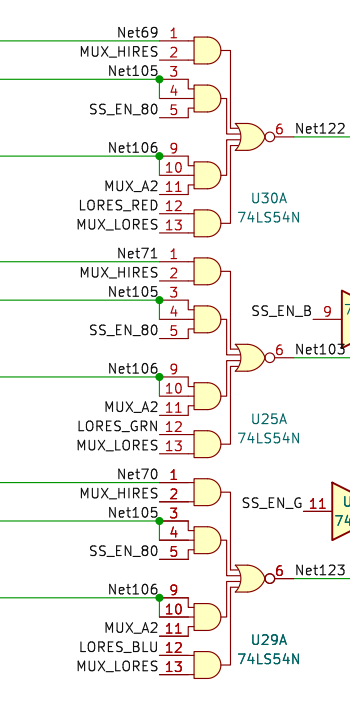 Net69 1
MUX_HIRES 2
Net105 3
4
SS_EN_80 5
6 Net122
Net106 9
10
MUX_A2 11
LORES_RED 12
MUX_LORES 13
U30A
74LS54N
Net71 1
MUX_HIRES 2
Net105 3
4
SS_EN_80 5
SS_EN_B 9
6 Net103
Net106 9
10
MUX_A2 11
LORES_GRN 12
MUX_LORES 13
U25A
74LS54N
Net70 1
MUX_HIRES 2
Net105 3
4
SS_EN_80 5
SS_EN_G 11
U
74
6 Net123
Net106 9
10
MUX_A2 11
LORES_BLU 12
MUX_LORES 13
U29A
74LS54N